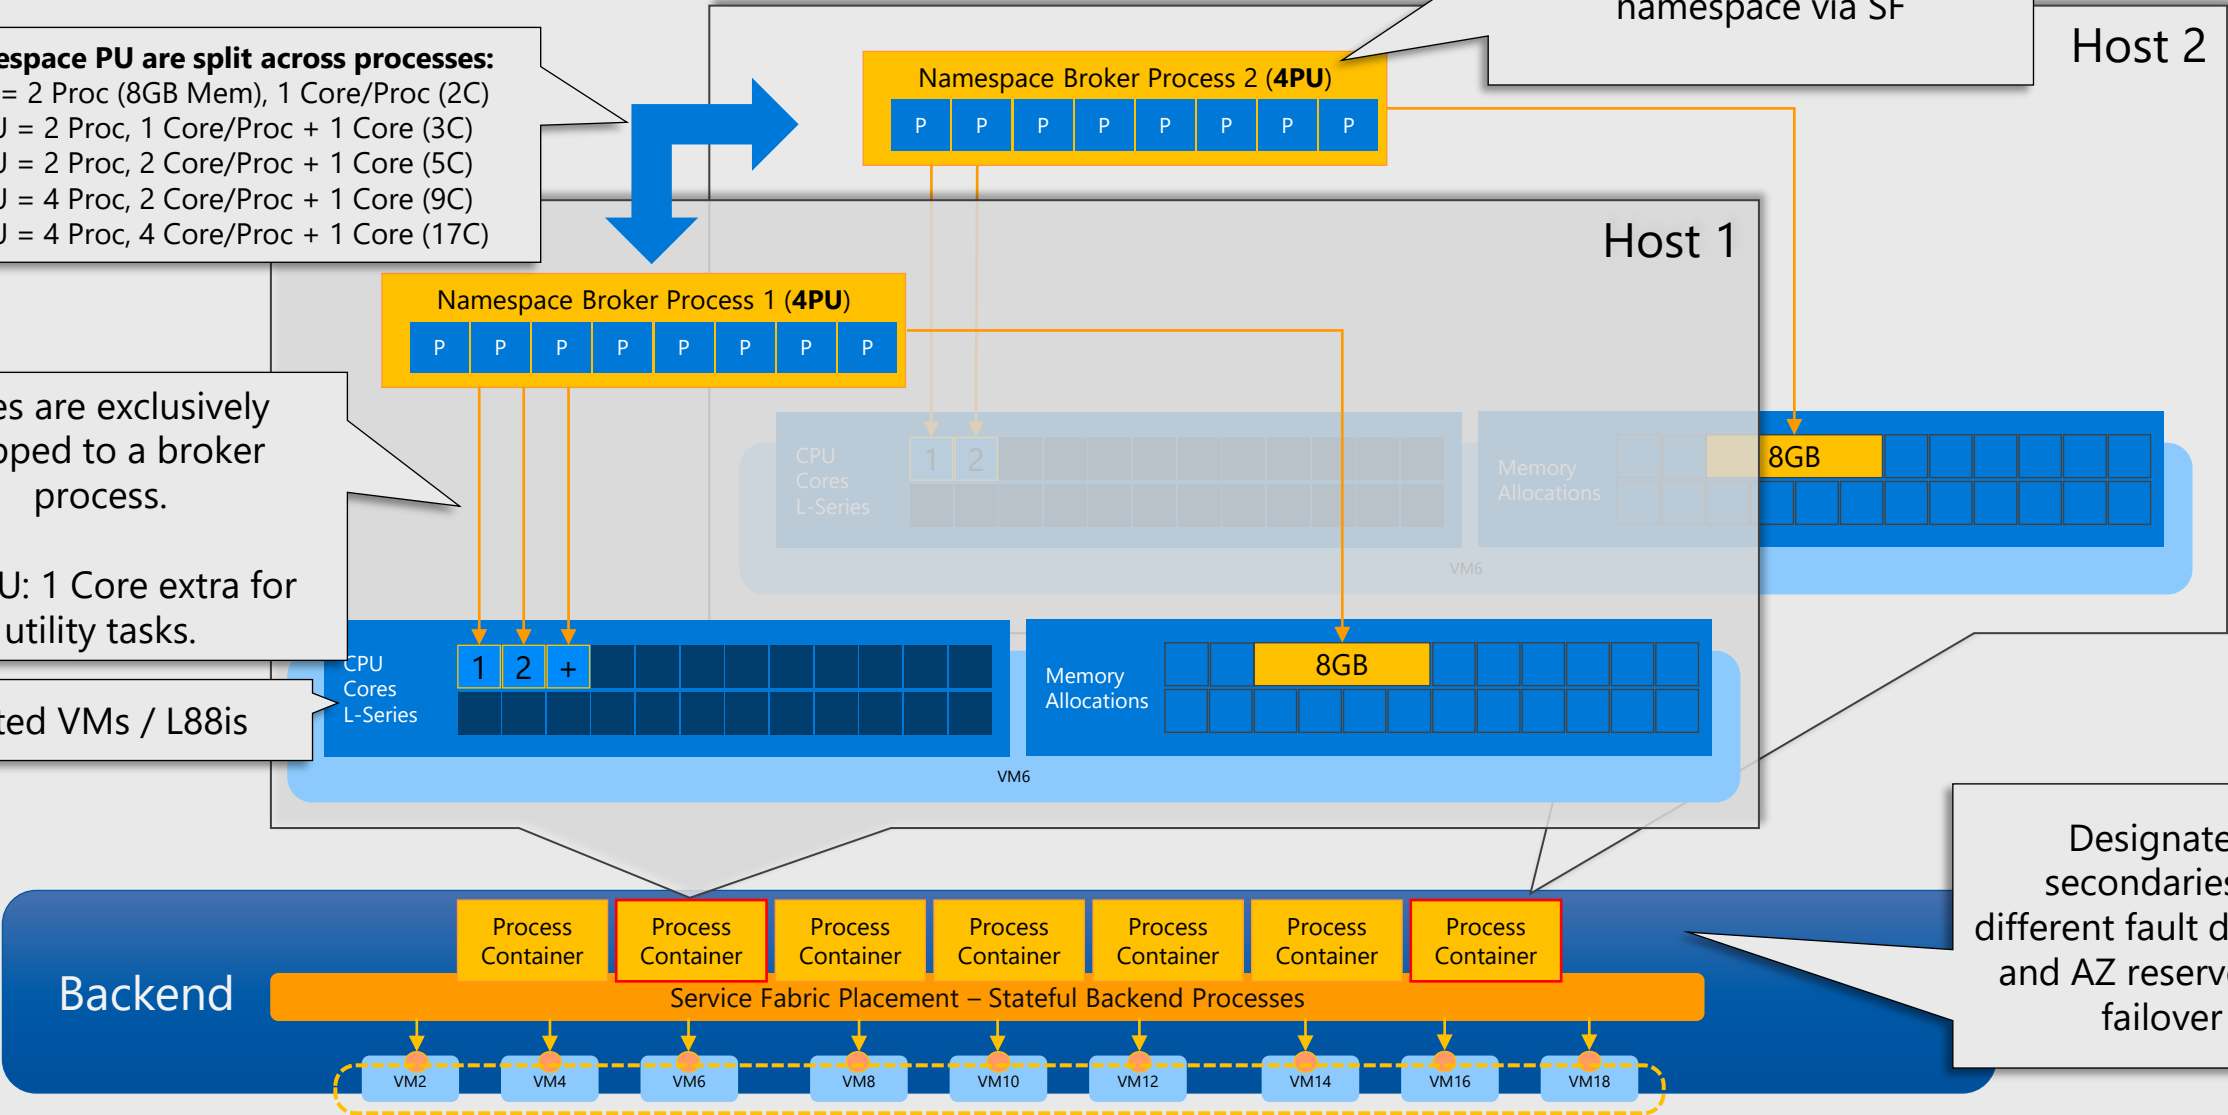 namespace via SF
Host 2
espace PU are split across processes:
= 2 Proc (8GB Mem), 1 Core/Proc (2C)
U = 2 Proc, 1 Core/Proc + 1 Core (3C)
U = 2 Proc, 2 Core/Proc + 1 Core (5C)
U = 4 Proc, 2 Core/Proc + 1 Core (9C)
U = 4 Proc, 4 Core/Proc + 1 Core (17C)
Namespace Broker Process 2 (4PU)
P P P P P P P P
Host 1
Namespace Broker Process 1 (4PU)
P P P P P P P P
es are exclusively
pped to a broker
process.
U: 1 Core extra for
utility tasks.
CPU
Cores
L-Series
1 2
Memory
Allocations
8GB
VM6
CPU
Cores
L-Series
1 2 +
Memory
Allocations
8GB
VM6
ted VMs / L88is
Designate
secondaries
different fault d
and AZ reserv
failover
Backend
Process
Container
Process
Container
Process
Container
Process
Container
Process
Container
Process
Container
Process
Container
Service Fabric Placement – Stateful Backend Processes
VM2 VM4 VM6 VM8 VM10 VM12 VM14 VM16 VM18